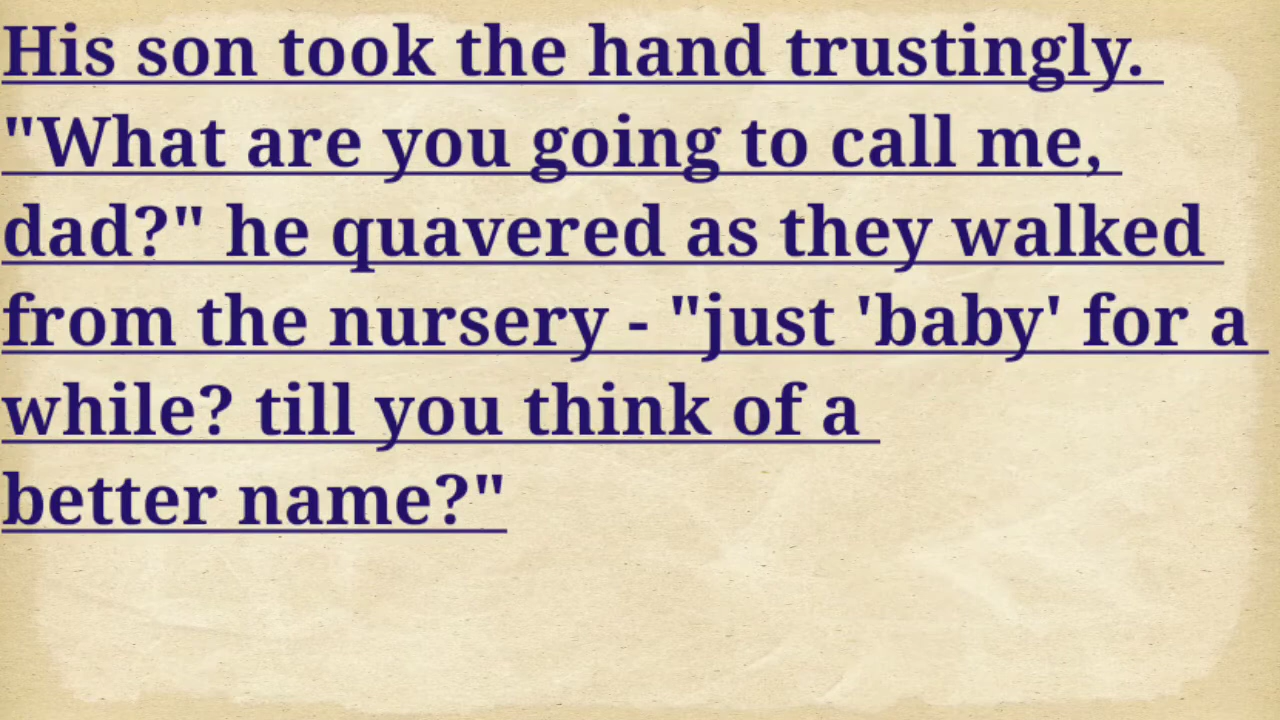 His son took the hand trustingly.
"What are you going to call me,
dad?" he quavered as they walked
from the nursery - "just 'baby' for a
while? till you think of a
better name?"